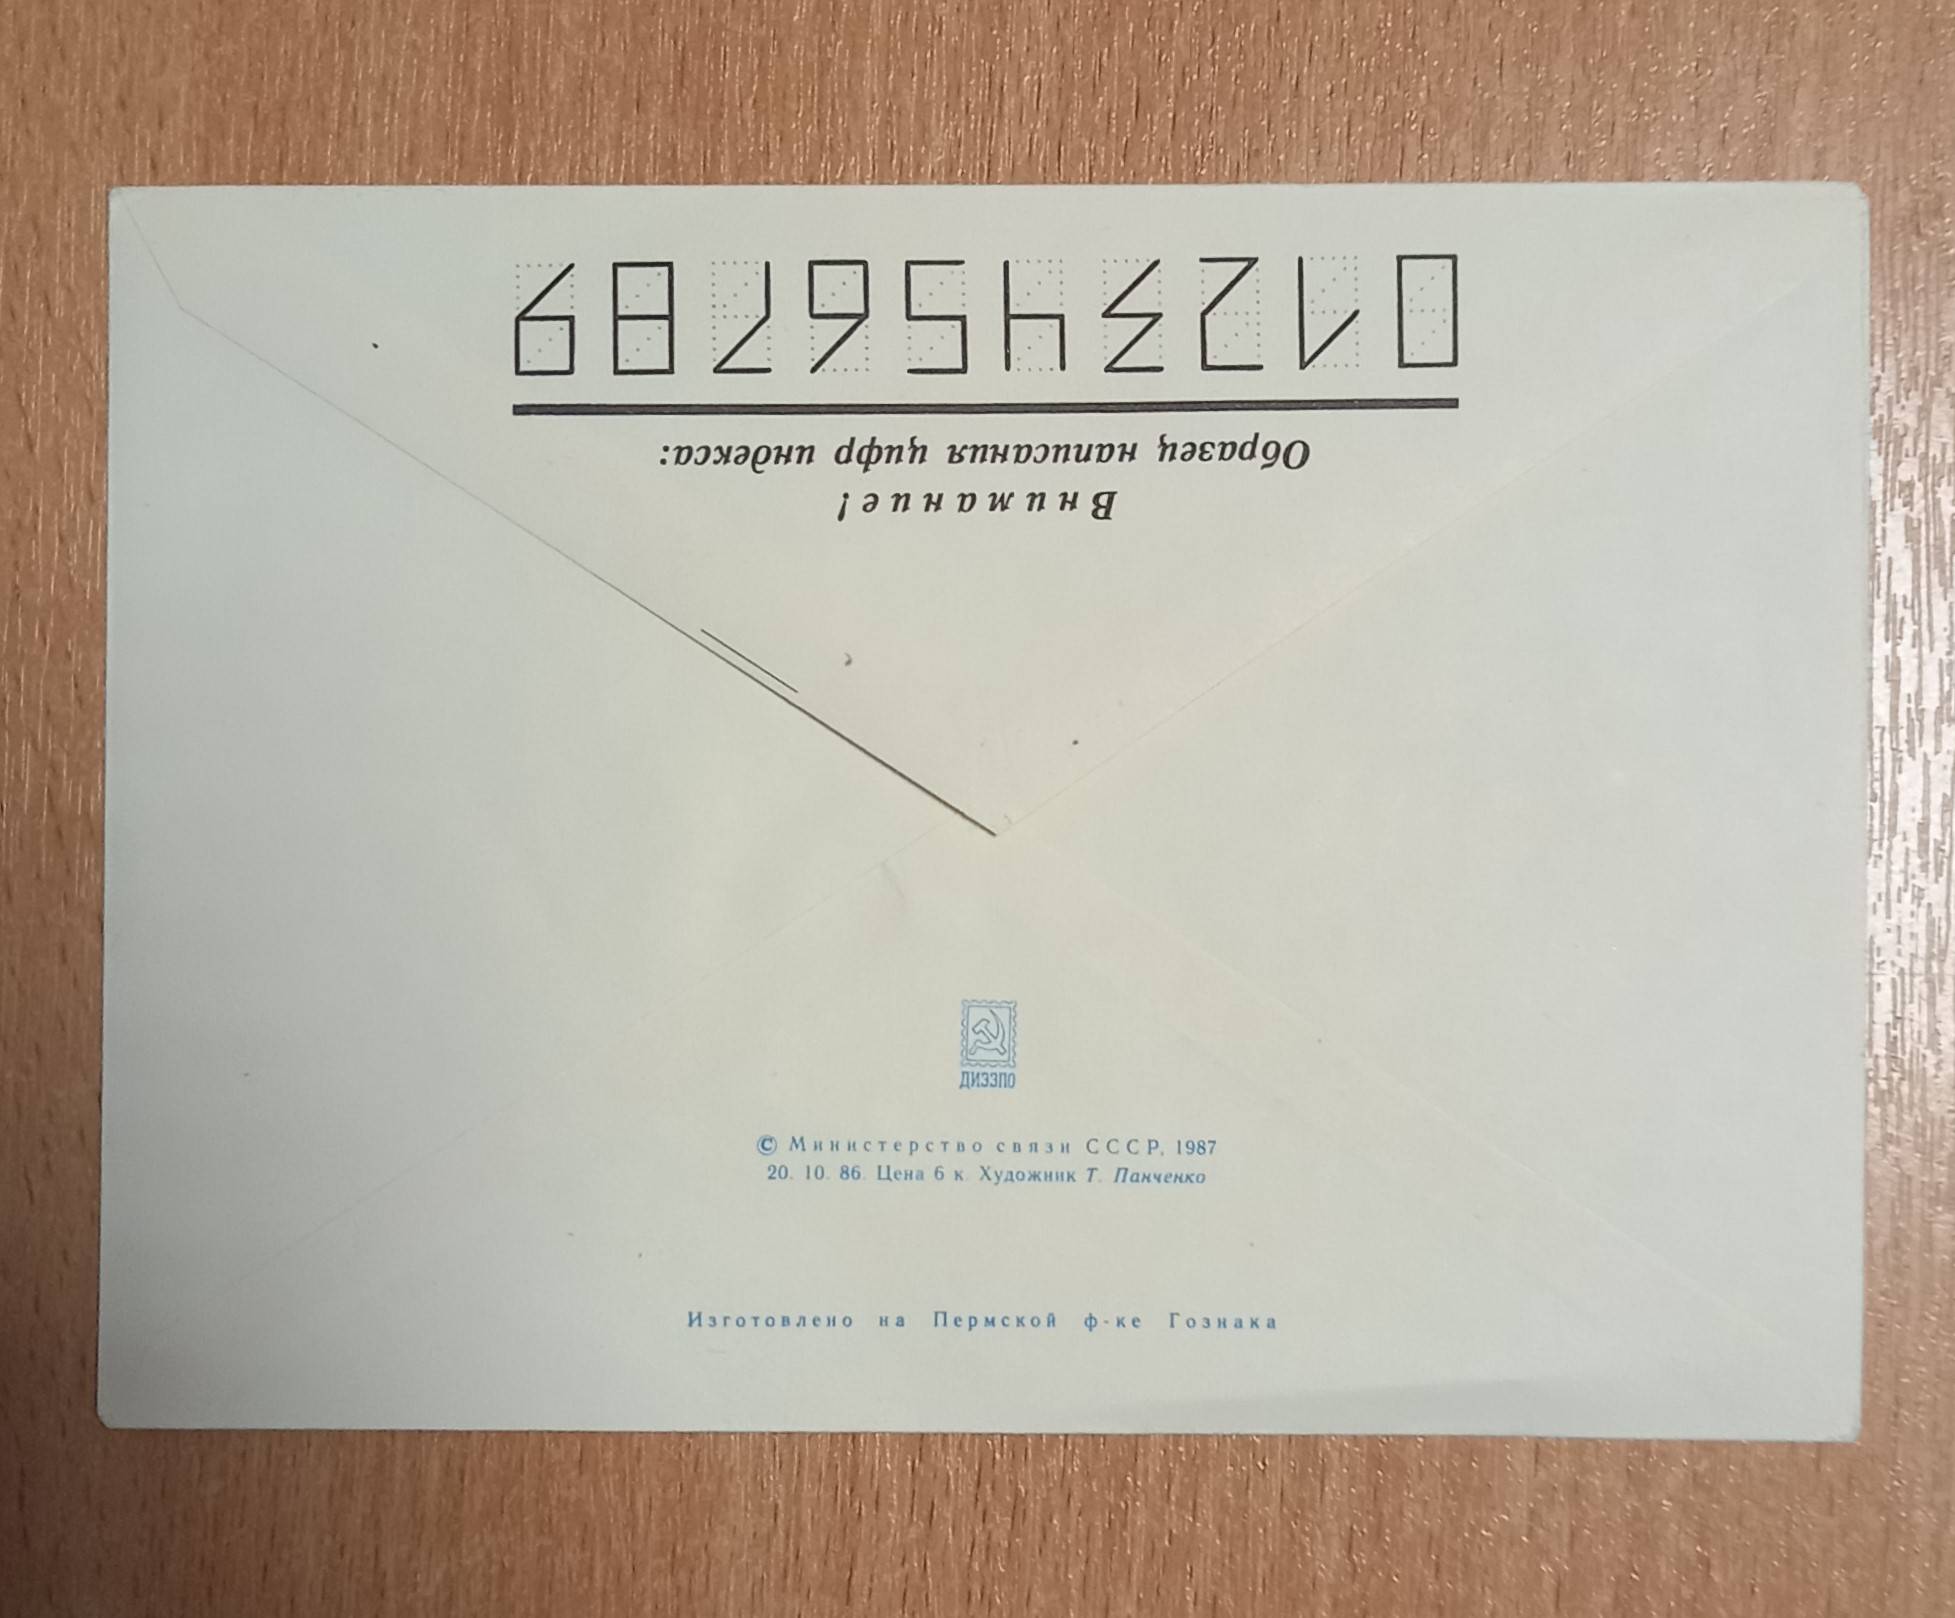 Внимание!
Образец написания цифр индекса:
0123456789
ДИЭЗПО
© Министерство связи СССР, 1987
20. 10. 86. Цена 6 к. Художник Т. Панченко
Изготовлено на Пермской ф-ке Гознака